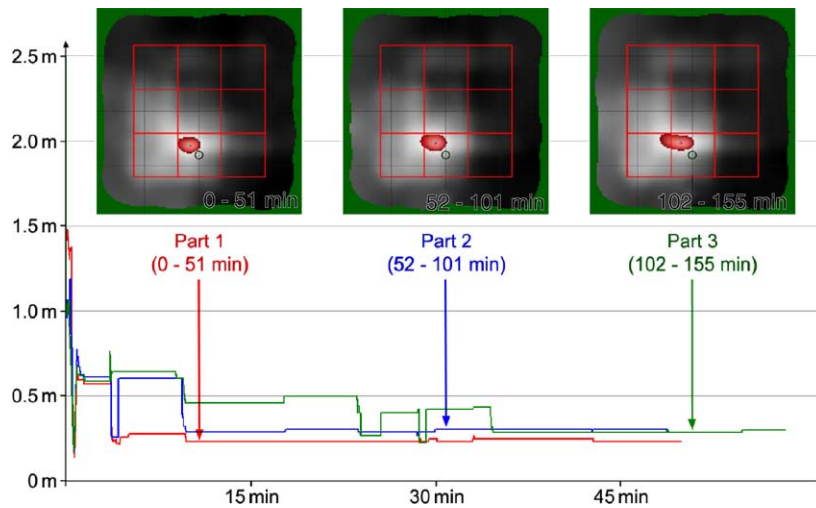 2.5 m
2.0 m
1.5 m
1.0 m
0.5 m
0 m
0 - 51 min
52 - 101 min
102 - 155 min
Part 1
(0 - 51 min)
Part 2
(52 - 101 min)
Part 3
(102 - 155 min)
15 min
30 min
45 min